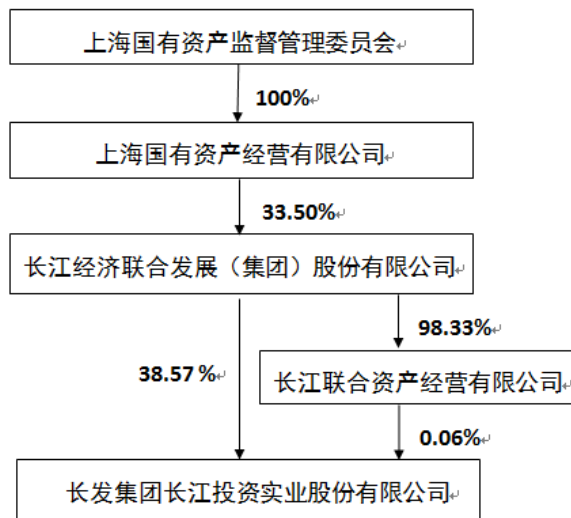 上海国有资产监督管理委员会
100%
上海国有资产经营有限公司
33.50%
长江经济联合发展（集团）股份有限公司
98.33%
38.57 %
长江联合资产经营有限公司
0.06%
长发集团长江投资实业股份有限公司